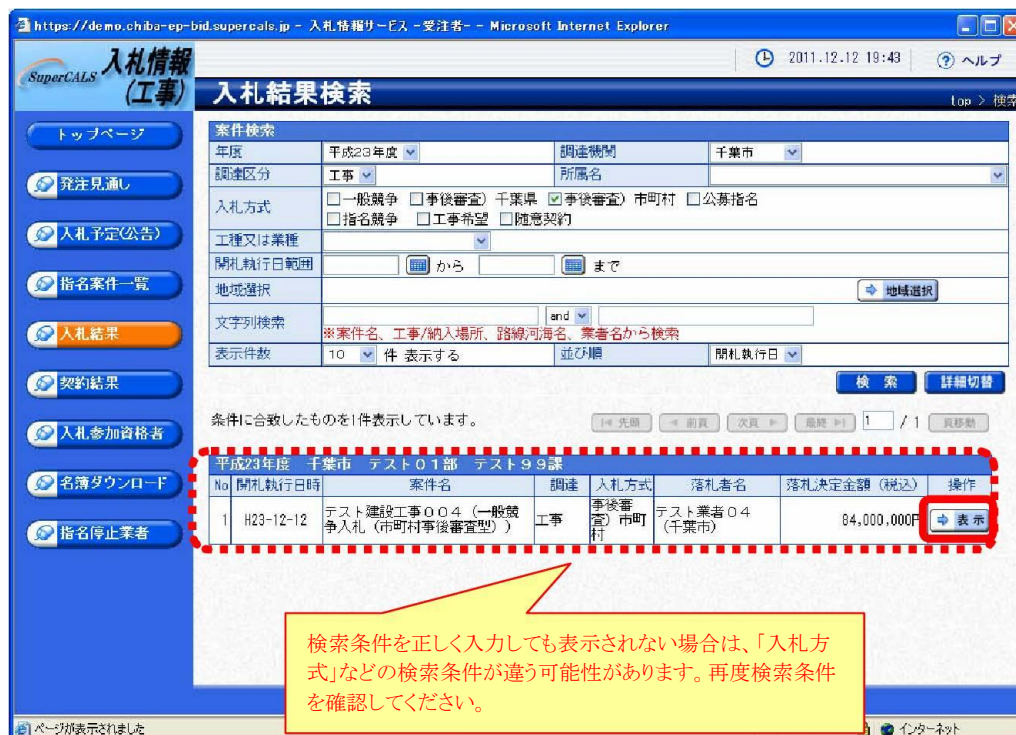 https://demo.chiba-ep-bid.supercals.jp - 入札情報サービス -受注者- - Microsoft Internet Explorer
SuperCALS 入札情報
(工事)
2011.12.12 19:43 ヘルプ
入札結果検索
top > 検索
トップページ
発注見通し
入札予定(公告)
指名案件一覧
入札結果
契約結果
入札参加資格者
名簿ダウンロード
指名停止業者
案件検索
年度 平成23年度 調達機関 千葉市
調達区分 工事 所属名
入札方式 一般競争 事後審査)千葉県 事後審査)市町村 公募指名
指名競争 工事希望 随意契約
工種又は業種
開札執行日範囲 から まで
地域選択 地域選択
文字列検索 and
※案件名、工事/納入場所、路線河海名、業者名から検索
表示件数 10 件 表示する 並び順 開札執行日
検 索 詳細切替
条件に合致したものを1件表示しています。 先頭 前頁 次頁 最終 1 / 1 頁移動
平成23年度 千葉市 テスト01部 テスト99課
No 開札執行日時 案件名 調達 入札方式 落札者名 落札決定金額(税込) 操作
1 H23-12-12 テスト建設工事004(一般競争入札(市町村事後審査型)) 工事 事後審査)市町村 テスト業者04(千葉市) 84,000,000円 表示
検索条件を正しく入力しても表示されない場合は、「入札方
式」などの検索条件が違う可能性があります。再度検索条件
を確認してください。
ページが表示されました インターネット